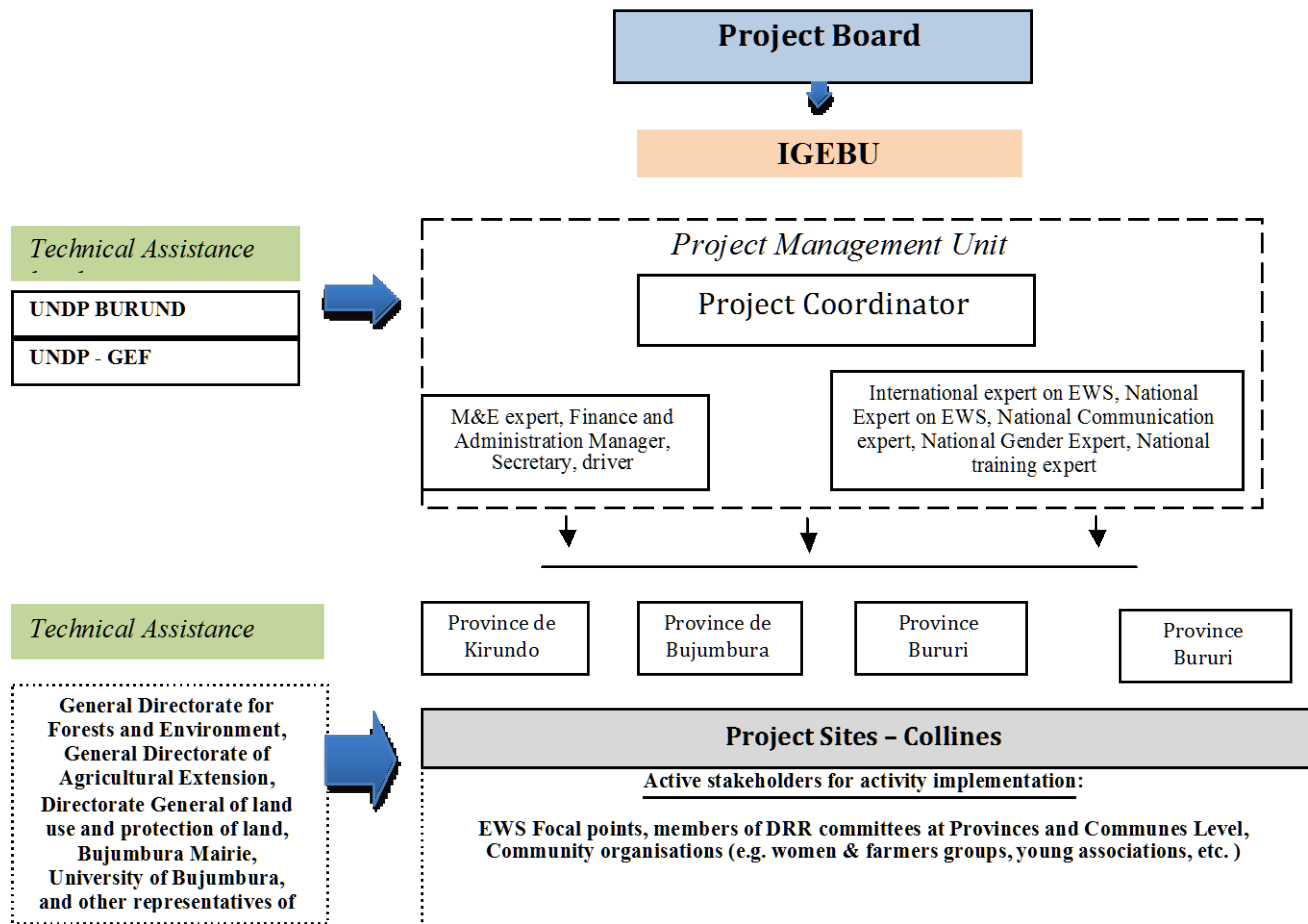 Project Board
IGEBU
Technical Assistance
UNDP BURUND
UNDP - GEF
Project Management Unit
Project Coordinator
M&E expert, Finance and
Administration Manager,
Secretary, driver
International expert on EWS, National
Expert on EWS, National Communication
expert, National Gender Expert, National
training expert
Province de
Kirundo
Province de
Bujumbura
Province
Bururi
Province
Bururi
Technical Assistance
General Directorate for
Forests and Environment,
General Directorate of
Agricultural Extension,
Directorate General of land
use and protection of land,
Bujumbura Mairie,
University of Bujumbura,
and other representatives of
Project Sites – Collines
Active stakeholders for activity implementation:
EWS Focal points, members of DRR committees at Provinces and Communes Level,
Community organisations (e.g. women & farmers groups, young associations, etc. )